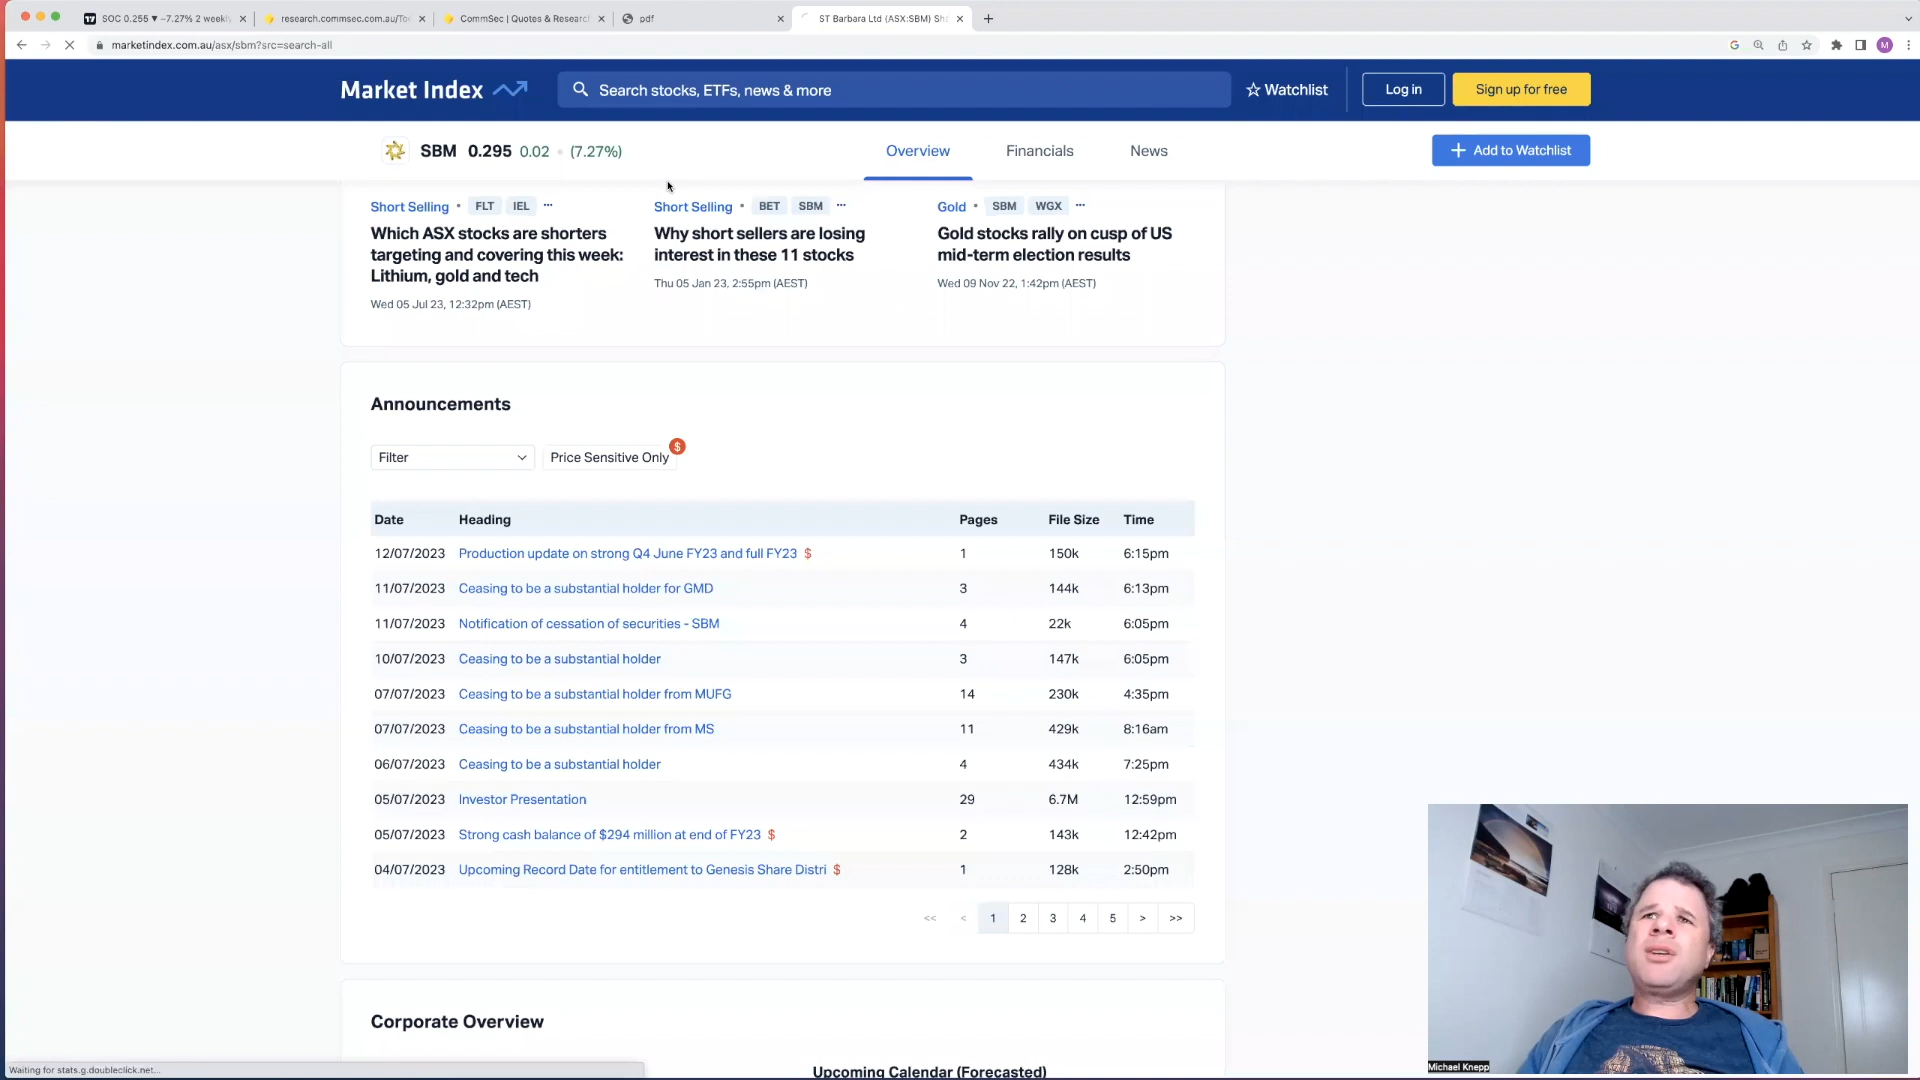 SOC 0.255 ▼ −7.27% 2 weekly
research.commsec.com.au/To
CommSec | Quotes & Research
pdf
ST Barbara Ltd (ASX:SBM) Sh
marketindex.com.au/asx/sbm?src=search-all
M
Market Index
Search stocks, ETFs, news & more
Watchlist
Log in
Sign up for free
SBM 0.295 0.02 (7.27%)
Overview
Financials
News
+ Add to Watchlist
Short Selling • FLT IEL ...
Which ASX stocks are shorters
targeting and covering this week:
Lithium, gold and tech
Wed 05 Jul 23, 12:32pm (AEST)
Short Selling • BET SBM ...
Why short sellers are losing
interest in these 11 stocks
Thu 05 Jan 23, 2:55pm (AEST)
Gold • SBM WGX ...
Gold stocks rally on cusp of US
mid-term election results
Wed 09 Nov 22, 1:42pm (AEST)
Announcements
Filter
Price Sensitive Only $
Date Heading Pages File Size Time
12/07/2023 Production update on strong Q4 June FY23 and full FY23 $ 1 150k 6:15pm
11/07/2023 Ceasing to be a substantial holder for GMD 3 144k 6:13pm
11/07/2023 Notification of cessation of securities - SBM 4 22k 6:05pm
10/07/2023 Ceasing to be a substantial holder 3 147k 6:05pm
07/07/2023 Ceasing to be a substantial holder from MUFG 14 230k 4:35pm
07/07/2023 Ceasing to be a substantial holder from MS 11 429k 8:16am
06/07/2023 Ceasing to be a substantial holder 4 434k 7:25pm
05/07/2023 Investor Presentation 29 6.7M 12:59pm
05/07/2023 Strong cash balance of $294 million at end of FY23 $ 2 143k 12:42pm
04/07/2023 Upcoming Record Date for entitlement to Genesis Share Distri $ 1 128k 2:50pm
<< < 1 2 3 4 5 > >>
Corporate Overview
Upcoming Calendar (Forecasted)
Waiting for stats.g.doubleclick.net...
Michael Knepp